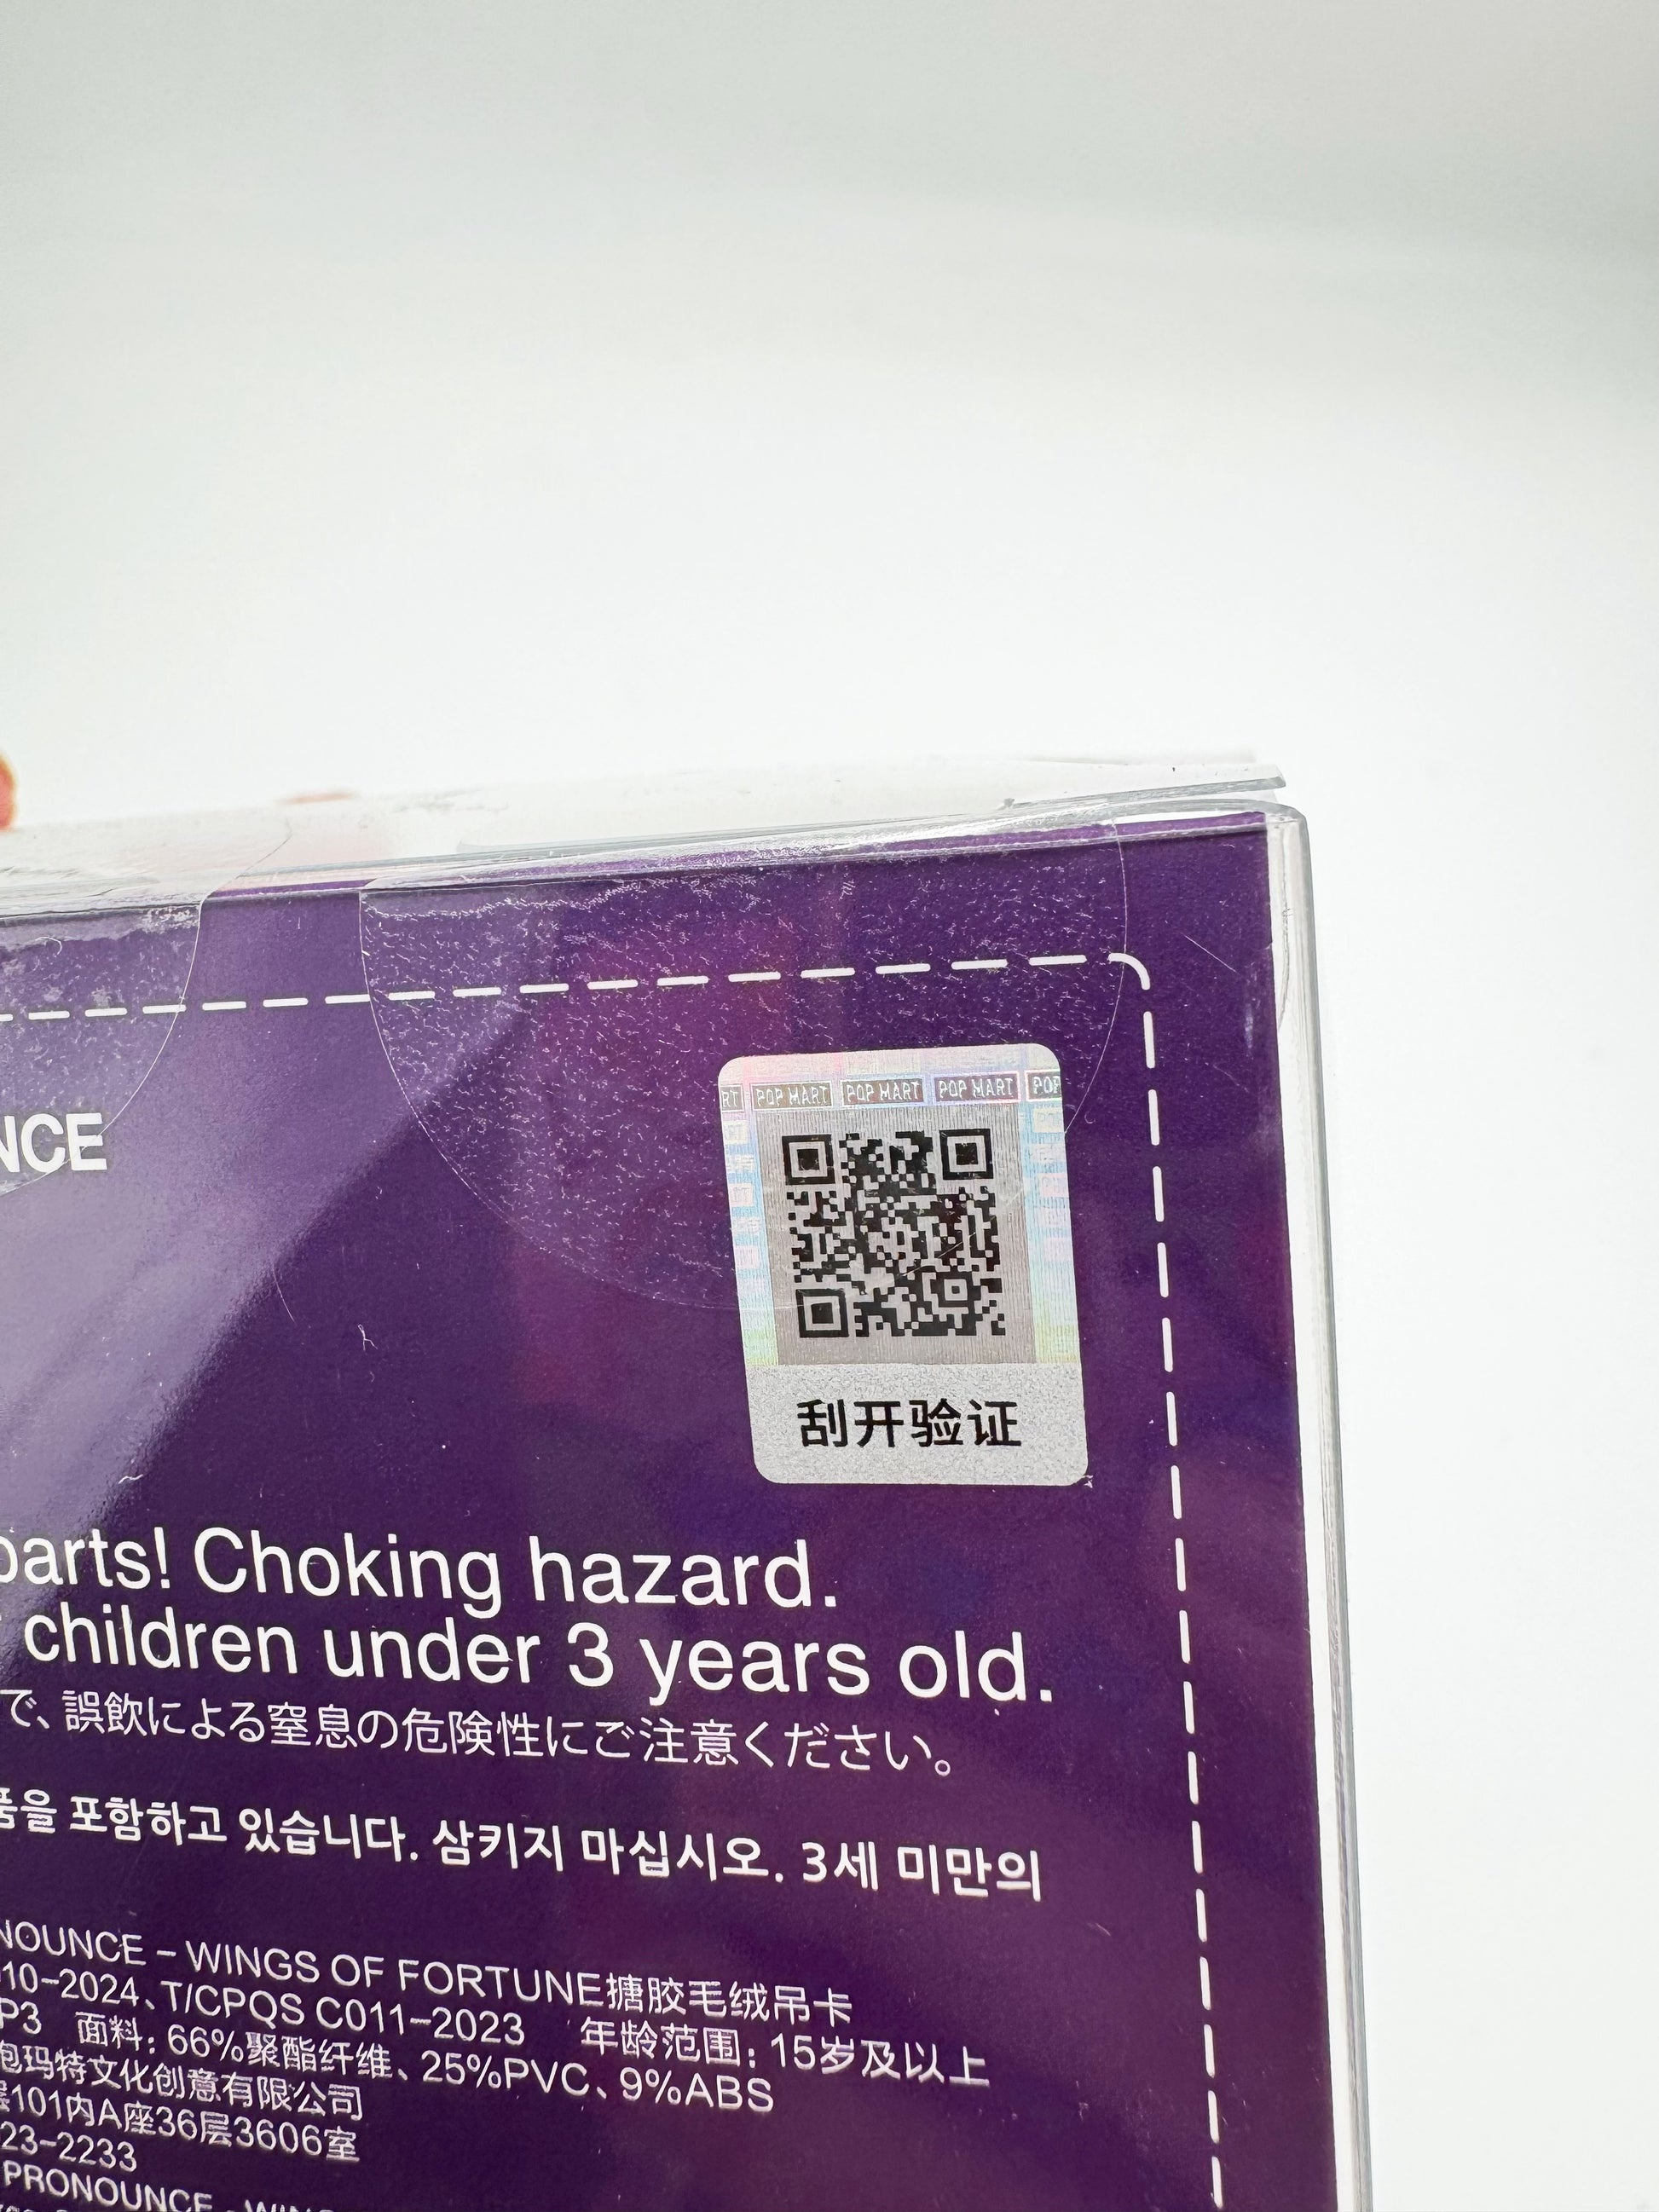 NCE
POP MART POP MART POP MART POP
刮开验证
parts! Choking hazard.
children under 3 years old.
で、誤飲による窒息の危険性にご注意ください。
품을 포함하고 있습니다. 삼키지 마십시오. 3세 미만의
NOUNCE – WINGS OF FORTUNE搪胶毛绒吊卡
10–2024、T/CPQS C011–2023 年龄范围：15岁及以上
P3 面料：66%聚酯纤维、25%PVC、9%ABS
泡玛特文化创意有限公司
层101内A座36层3606室
23–2233
PRONOUNCE